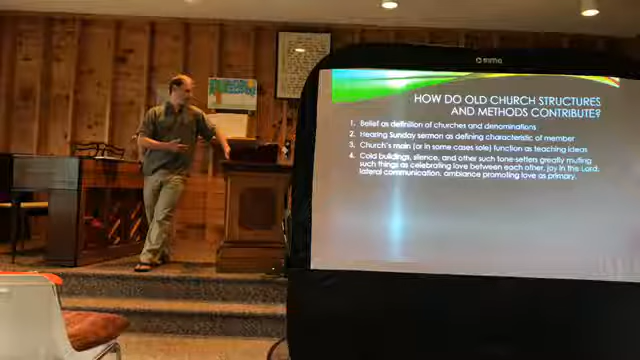 HOW DO OLD CHURCH STRUCTURES
AND METHODS CONTRIBUTE?
1. Belief as definition of churches and denominations
2. Hearing Sunday sermon as defining characteristic of member
3. Church's main (or in some cases sole) function as teaching ideas
4. Cold buildings, silence, and other such tone-setters greatly muting
such things as celebrating love between each other, joy in the Lord,
lateral communication, ambiance promoting love as primary.